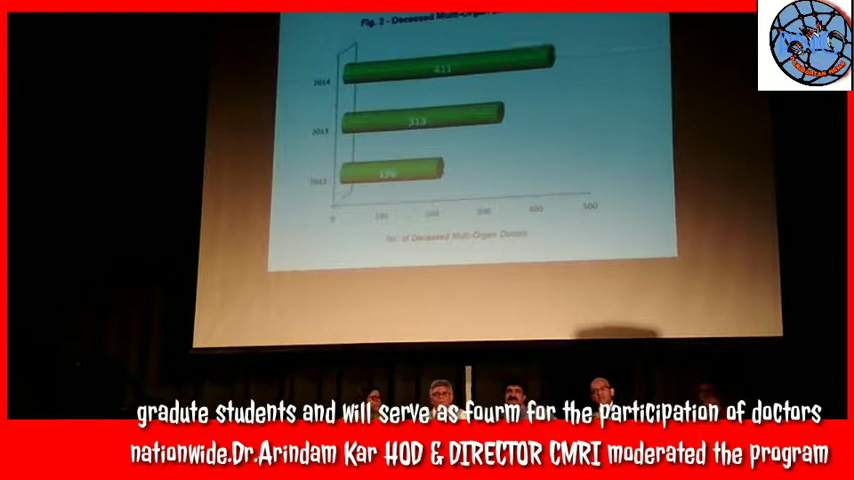 Fig. 2 - Deceased Multi-Organ
2014
411
2013
313
2012
196
0 100 200 300 400 500
No. of Deceased Multi-Organ Donors
gradute students and will serve as fourm for the participation of doctors
nationwide.Dr.Arindam Kar HOD & DIRECTOR CMRI moderated the program